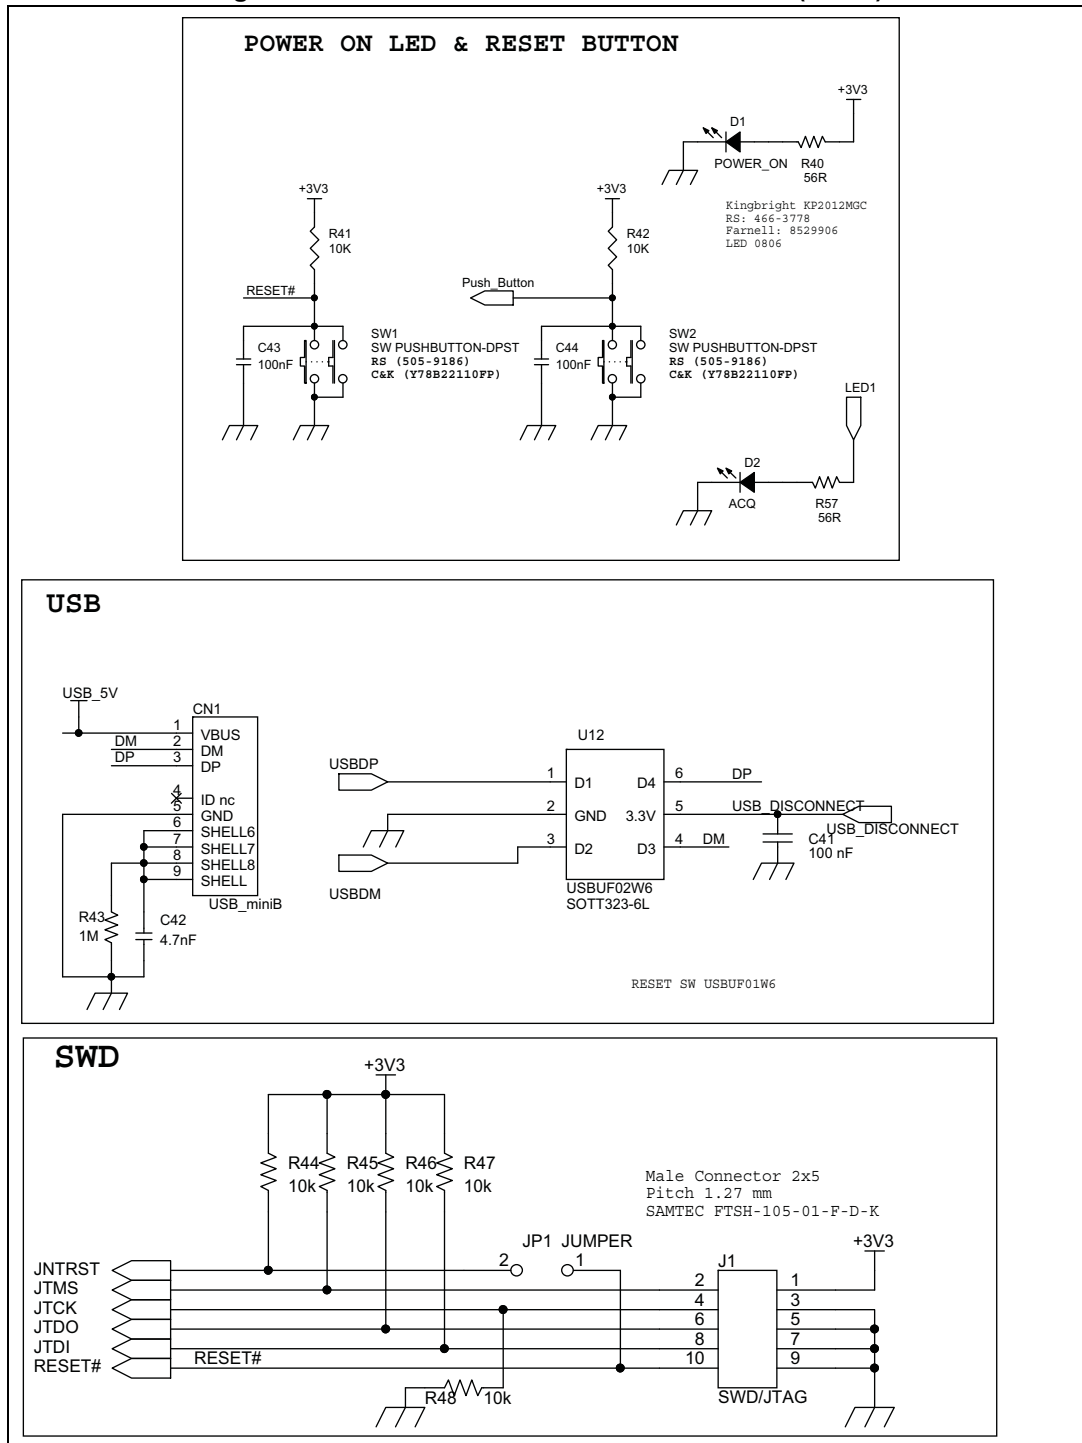 POWER ON LED & RESET BUTTON
+3V3
D1
POWER_ON
R40
56R
Kingbright KP2012MGC
RS: 466-3778
Farnell: 8529906
LED 0806
+3V3
R41
10K
RESET#
C43
100nF
SW1
SW PUSHBUTTON-DPST
RS (505-9186)
C&K (Y78B22110FP)
+3V3
R42
10K
Push_Button
C44
100nF
SW2
SW PUSHBUTTON-DPST
RS (505-9186)
C&K (Y78B22110FP)
LED1
D2
ACQ
R57
56R
USB
USB_5V
CN1
1 VBUS
DM 2 DM
DP 3 DP
4 ID nc
5 GND
6 SHELL6
7 SHELL7
8 SHELL8
9 SHELL
USB_miniB
R43
1M
C42
4.7nF
U12
USBDP
1 D1 D4 6 DP
2 GND 3.3V 5 USB_DISCONNECT
USB_DISCONNECT
3 D2 D3 4 DM
USBDM
USBUF02W6
SOTT323-6L
C41
100 nF
RESET SW USBUF01W6
SWD
+3V3
R44 R45 R46 R47
10k 10k 10k 10k
Male Connector 2x5
Pitch 1.27 mm
SAMTEC FTSH-105-01-F-D-K
JP1 JUMPER
2 1
+3V3
J1
JNTRST
JTMS
JTCK
JTDO
JTDI
RESET# RESET#
2 1
4 3
6 5
8 7
10 9
R48 10k
SWD/JTAG